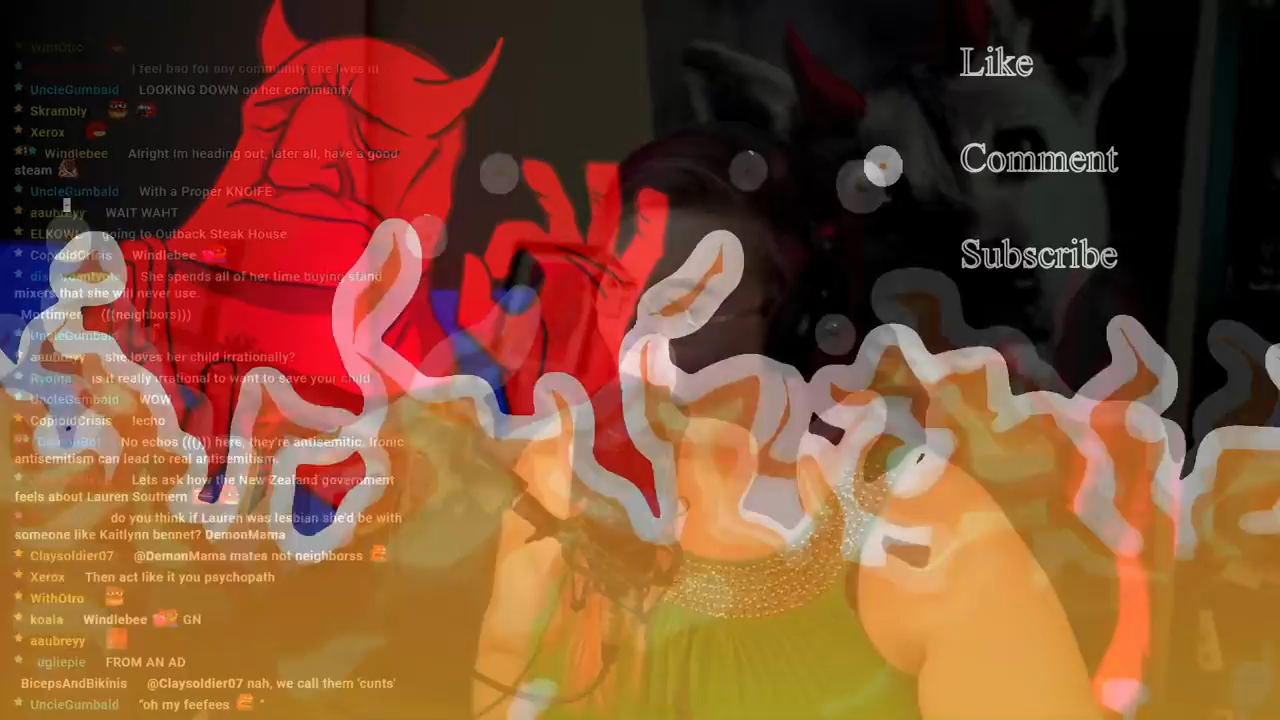 WithOtro
I feel bad for any community she lives in
UncleGumbald LOOKING DOWN on her community
Skrambly
Xerox
Windlebee Alright Im heading out, later all, have a good
steam
UncleGumbald With a Proper KNOIFE
aaubreyy WAIT WAHT
going to Outback Steak House
CopiousCrisis Windlebee
She spends all of her time buying stand
mixers that she will never use.
Mortimer (((neighbors)))
UncleGumbald
aaubreyy she loves her child irrationally?
is it really irrational to want to save your child
UncleGumbald WOW
CopiousCrisis !echo
No echos ((())) here, they're antisemitic. Ironic
antisemitism can lead to real antisemitism.
Lets ask how the New Zealand government
feels about Lauren Southern
do you think if Lauren was lesbian she'd be with
someone like Kaitlynn bennet? DemonMama
Claysoldier07 @DemonMama mates not neighborss
Xerox Then act like it you psychopath
WithOtro
koala Windlebee GN
aaubreyy
ugliepie FROM AN AD
BicepsAndBikinis @Claysoldier07 nah, we call them 'cunts'
UncleGumbald "oh my feefees "
Like
Comment
Subscribe